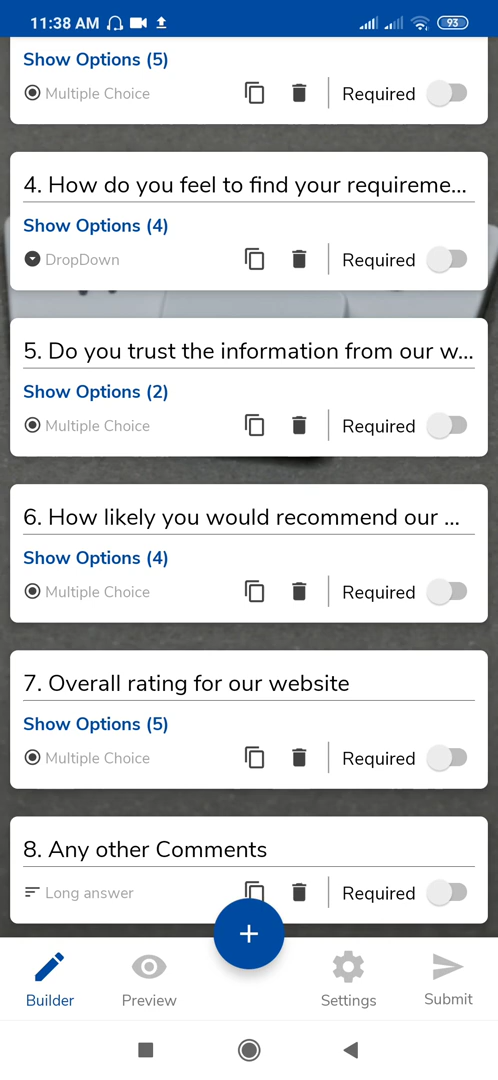 11:38 AM
93
Show Options (5)
Multiple Choice
Required
4. How do you feel to find your requireme...
Show Options (4)
DropDown
Required
5. Do you trust the information from our w...
Show Options (2)
Multiple Choice
Required
6. How likely you would recommend our ...
Show Options (4)
Multiple Choice
Required
7. Overall rating for our website
Show Options (5)
Multiple Choice
Required
8. Any other Comments
Long answer
Required
+
Builder
Preview
Settings
Submit